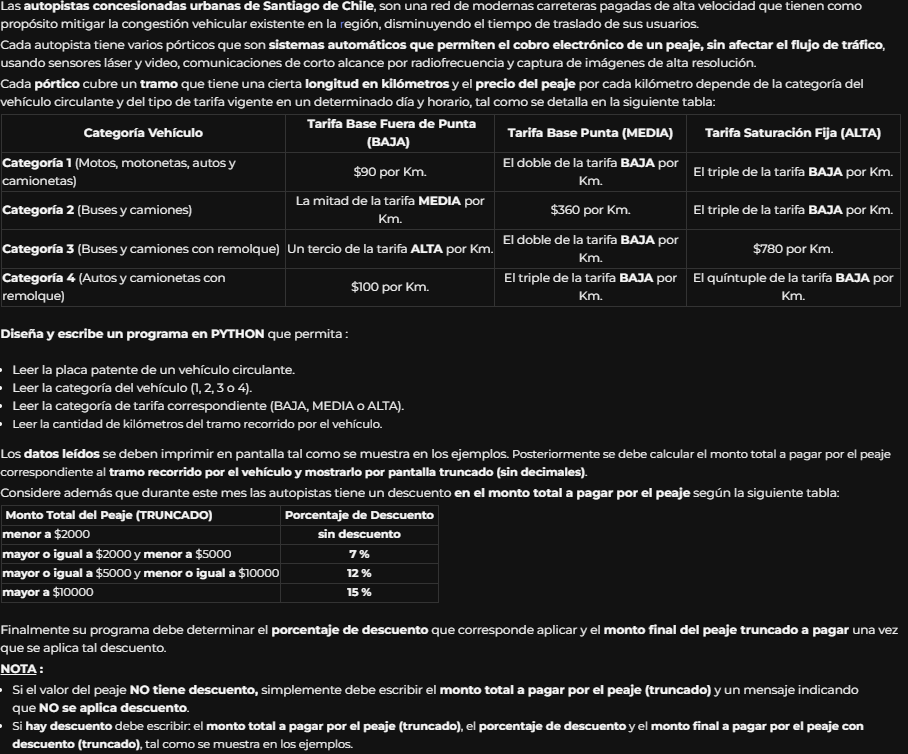 Las autopistas concesionadas urbanas de Santiago de Chile, son una red de modernas carreteras pagadas de alta velocidad que tienen como
propósito mitigar la congestión vehicular existente en la región, disminuyendo el tiempo de traslado de sus usuarios.
Cada autopista tiene varios pórticos que son sistemas automáticos que permiten el cobro electrónico de un peaje, sin afectar el flujo de tráfico,
usando sensores láser y video, comunicaciones de corto alcance por radiofrecuencia y captura de imágenes de alta resolución.
Cada pórtico cubre un tramo que tiene una cierta longitud en kilómetros y el precio del peaje por cada kilómetro depende de la categoría del
vehículo circulante y del tipo de tarifa vigente en un determinado día y horario, tal como se detalla en la siguiente tabla:
Categoría Vehículo
Tarifa Base Fuera de Punta
(BAJA)
Tarifa Base Punta (MEDIA)
Tarifa Saturación Fija (ALTA)
Categoría 1 (Motos, motonetas, autos y
camionetas)
$90 por Km.
El doble de la tarifa BAJA por
Km.
El triple de la tarifa BAJA por Km.
Categoría 2 (Buses y camiones)
La mitad de la tarifa MEDIA por
Km.
$360 por Km.
El triple de la tarifa BAJA por Km.
Categoría 3 (Buses y camiones con remolque)
Un tercio de la tarifa ALTA por Km.
El doble de la tarifa BAJA por
Km.
$780 por Km.
Categoría 4 (Autos y camionetas con
remolque)
$100 por Km.
El triple de la tarifa BAJA por
Km.
El quíntuple de la tarifa BAJA por
Km.
Diseña y escribe un programa en PYTHON que permita :
• Leer la placa patente de un vehículo circulante.
• Leer la categoría del vehículo (1, 2, 3 o 4).
• Leer la categoría de tarifa correspondiente (BAJA, MEDIA o ALTA).
• Leer la cantidad de kilómetros del tramo recorrido por el vehículo.
Los datos leídos se deben imprimir en pantalla tal como se muestra en los ejemplos. Posteriormente se debe calcular el monto total a pagar por el peaje
correspondiente al tramo recorrido por el vehículo y mostrarlo por pantalla truncado (sin decimales).
Considere además que durante este mes las autopistas tiene un descuento en el monto total a pagar por el peaje según la siguiente tabla:
Monto Total del Peaje (TRUNCADO)
Porcentaje de Descuento
menor a $2000
sin descuento
mayor o igual a $2000 y menor a $5000
7 %
mayor o igual a $5000 y menor o igual a $10000
12 %
mayor a $10000
15 %
Finalmente su programa debe determinar el porcentaje de descuento que corresponde aplicar y el monto final del peaje truncado a pagar una vez
que se aplica tal descuento.
NOTA :
• Si el valor del peaje NO tiene descuento, simplemente debe escribir el monto total a pagar por el peaje (truncado) y un mensaje indicando
que NO se aplica descuento.
• Si hay descuento debe escribir: el monto total a pagar por el peaje (truncado), el porcentaje de descuento y el monto final a pagar por el peaje con
descuento (truncado), tal como se muestra en los ejemplos.